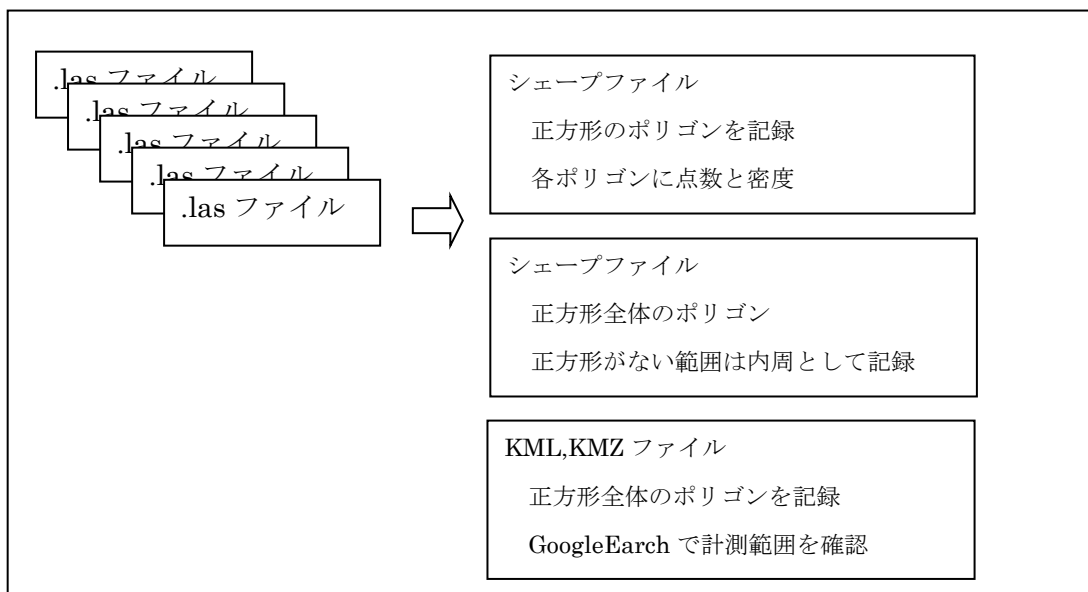 .las ファイル
.las ファイル
.las ファイル
.las ファイル
.las ファイル
シェープファイル
正方形のポリゴンを記録
各ポリゴンに点数と密度
シェープファイル
正方形全体のポリゴン
正方形がない範囲は内周として記録
KML,KMZ ファイル
正方形全体のポリゴンを記録
GoogleEarch で計測範囲を確認